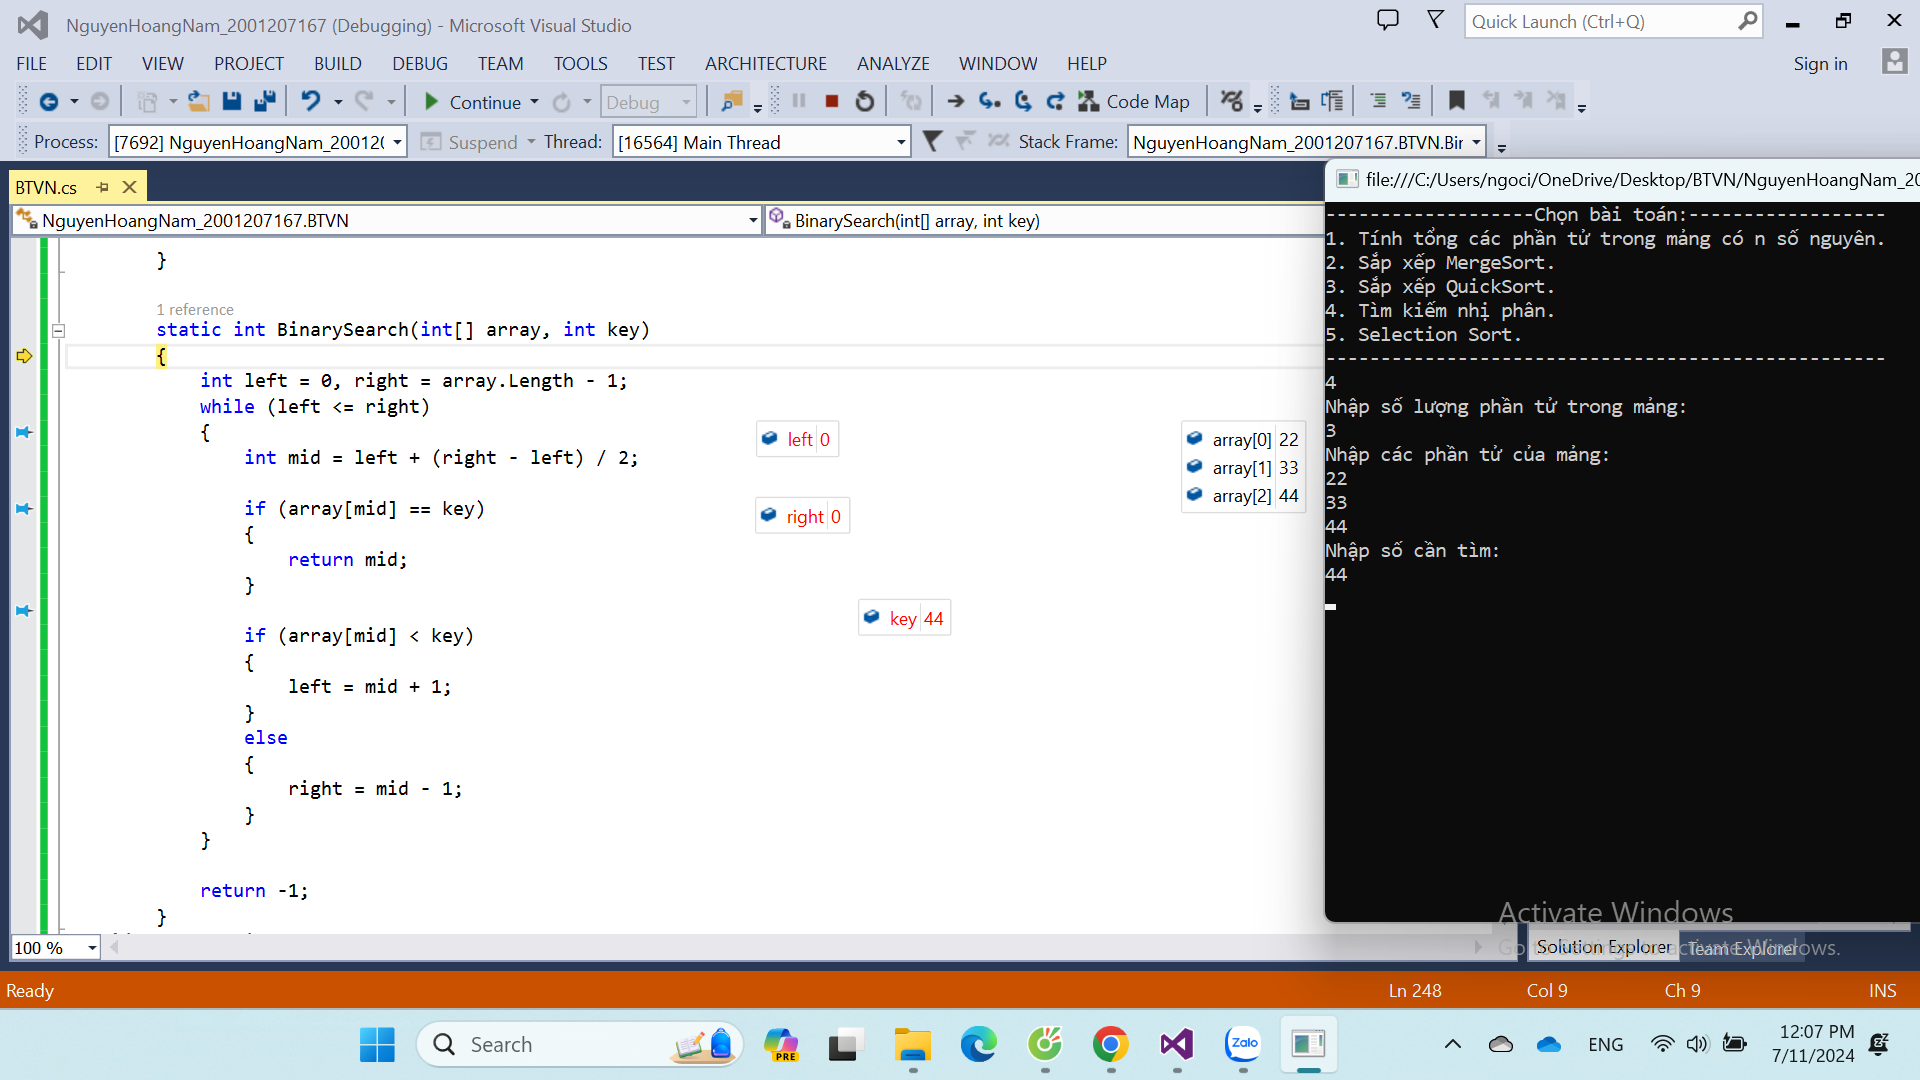 NguyenHoangNam_2001207167 (Debugging) - Microsoft Visual Studio
Quick Launch (Ctrl+Q)
FILE EDIT VIEW PROJECT BUILD DEBUG TEAM TOOLS TEST ARCHITECTURE ANALYZE WINDOW HELP
Sign in
Continue Debug Code Map
Process: [7692] NguyenHoangNam_20012 Suspend Thread: [16564] Main Thread Stack Frame: NguyenHoangNam_2001207167.BTVN.Bir
BTVN.cs
NguyenHoangNam_2001207167.BTVN
BinarySearch(int[] array, int key)
}
1 reference
static int BinarySearch(int[] array, int key)
{
int left = 0, right = array.Length - 1;
while (left <= right)
{
int mid = left + (right - left) / 2;
if (array[mid] == key)
{
return mid;
}
if (array[mid] < key)
{
left = mid + 1;
}
else
{
right = mid - 1;
}
}
return -1;
}
left 0
right 0
key 44
array[0] 22
array[1] 33
array[2] 44
file:///C:/Users/ngoci/OneDrive/Desktop/BTVN/NguyenHoangNam_20
-------------------Chọn bài toán:------------------
1. Tính tổng các phần tử trong mảng có n số nguyên.
2. Sắp xếp MergeSort.
3. Sắp xếp QuickSort.
4. Tìm kiếm nhị phân.
5. Selection Sort.
---------------------------------------------------
4
Nhập số lượng phần tử trong mảng:
3
Nhập các phần tử của mảng:
22
33
44
Nhập số cần tìm:
44
Activate Windows
Go to Settings to activate Windows.
100 %
Solution Explorer Team Explorer
Ready
Ln 248 Col 9 Ch 9 INS
Search
PRE
Zalo
ENG
12:07 PM
7/11/2024